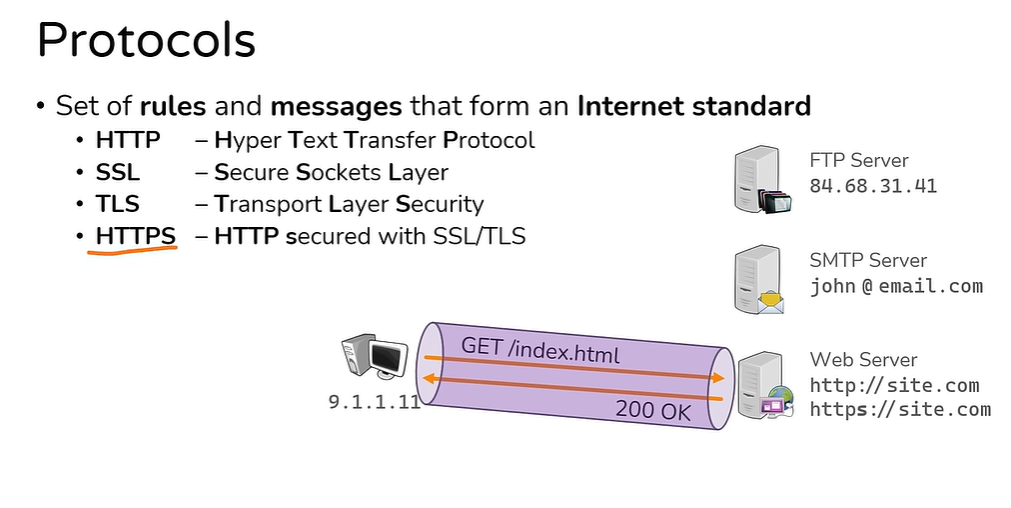 Protocols
• Set of rules and messages that form an Internet standard
• HTTP – Hyper Text Transfer Protocol
• SSL – Secure Sockets Layer
• TLS – Transport Layer Security
• HTTPS – HTTP secured with SSL/TLS
FTP Server
84.68.31.41
SMTP Server
john@email.com
GET /index.html
200 OK
9.1.1.11
Web Server
http://site.com
https://site.com